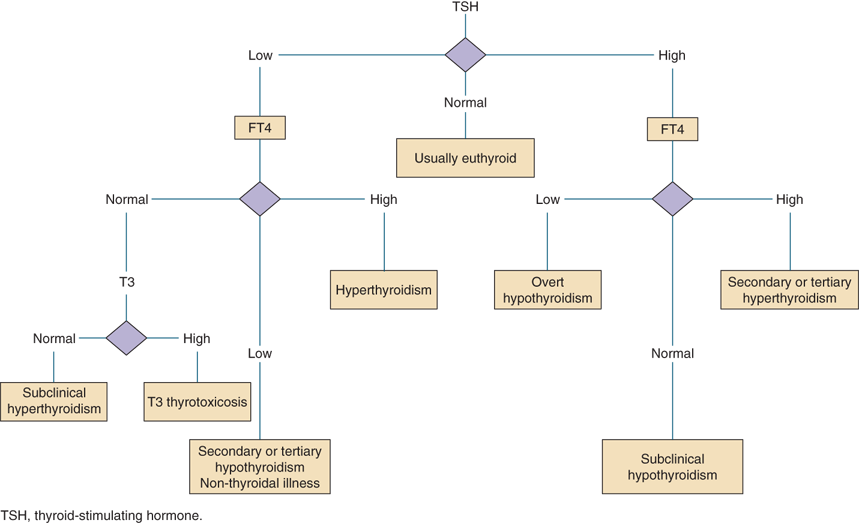 TSH
Low
High
Normal
FT4
FT4
Usually euthyroid
Normal
High
Low
High
T3
Hyperthyroidism
Overt
hypothyroidism
Secondary or tertiary
hyperthyroidism
Normal
High
Low
Normal
Subclinical
hyperthyroidism
T3 thyrotoxicosis
Secondary or tertiary
hypothyroidism
Non-thyroidal illness
Subclinical
hypothyroidism
TSH, thyroid-stimulating hormone.